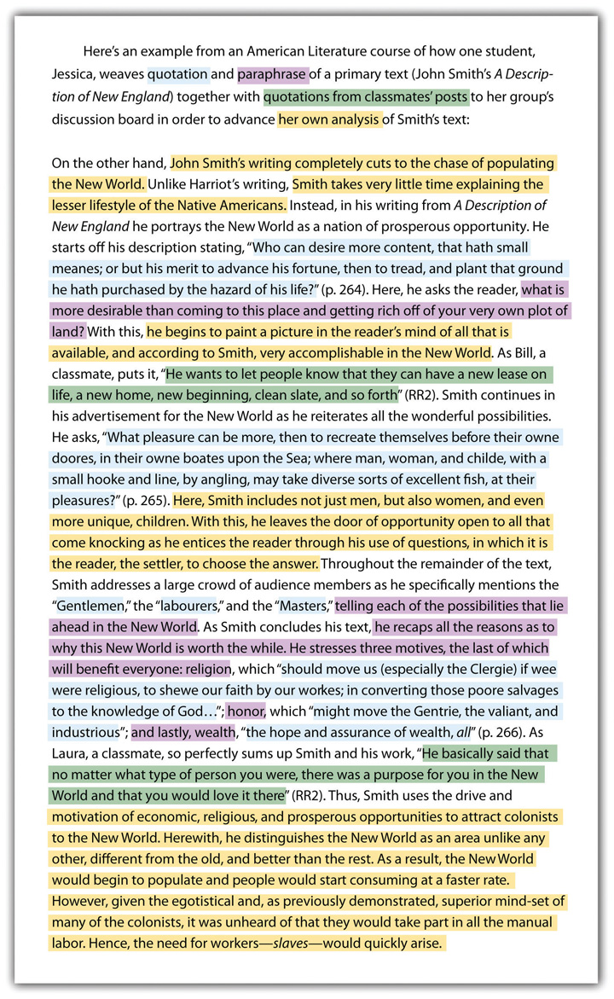 Here's an example from an American Literature course of how one student,
Jessica, weaves quotation and paraphrase of a primary text (John Smith's A Descrip-
tion of New England) together with quotations from classmates' posts to her group's
discussion board in order to advance her own analysis of Smith's text:
On the other hand, John Smith's writing completely cuts to the chase of populating
the New World. Unlike Harriot's writing, Smith takes very little time explaining the
lesser lifestyle of the Native Americans. Instead, in his writing from A Description of
New England he portrays the New World as a nation of prosperous opportunity. He
starts off his description stating, "Who can desire more content, that hath small
meanes; or but his merit to advance his fortune, then to tread, and plant that ground
he hath purchased by the hazard of his life?" (p. 264). Here, he asks the reader, what is
more desirable than coming to this place and getting rich off of your very own plot of
land? With this, he begins to paint a picture in the reader's mind of all that is
available, and according to Smith, very accomplishable in the New World. As Bill, a
classmate, puts it, "He wants to let people know that they can have a new lease on
life, a new home, new beginning, clean slate, and so forth" (RR2). Smith continues in
his advertisement for the New World as he reiterates all the wonderful possibilities.
He asks, "What pleasure can be more, then to recreate themselves before their owne
doores, in their owne boates upon the Sea; where man, woman, and childe, with a
small hooke and line, by angling, may take diverse sorts of excellent fish, at their
pleasures?" (p. 265). Here, Smith includes not just men, but also women, and even
more unique, children. With this, he leaves the door of opportunity open to all that
come knocking as he entices the reader through his use of questions, in which it is
the reader, the settler, to choose the answer. Throughout the remainder of the text,
Smith addresses a large crowd of audience members as he specifically mentions the
"Gentlemen," the "labourers," and the "Masters," telling each of the possibilities that lie
ahead in the New World. As Smith concludes his text, he recaps all the reasons as to
why this New World is worth the while. He stresses three motives, the last of which
will benefit everyone: religion, which "should move us (especially the Clergie) if wee
were religious, to shewe our faith by our workes; in converting those poore salvages
to the knowledge of God…"; honor, which "might move the Gentrie, the valiant, and
industrious"; and lastly, wealth, "the hope and assurance of wealth, all" (p. 266). As
Laura, a classmate, so perfectly sums up Smith and his work, "He basically said that
no matter what type of person you were, there was a purpose for you in the New
World and that you would love it there" (RR2). Thus, Smith uses the drive and
motivation of economic, religious, and prosperous opportunities to attract colonists
to the New World. Herewith, he distinguishes the New World as an area unlike any
other, different from the old, and better than the rest. As a result, the New World
would begin to populate and people would start consuming at a faster rate.
However, given the egotistical and, as previously demonstrated, superior mind-set of
many of the colonists, it was unheard of that they would take part in all the manual
labor. Hence, the need for workers—slaves—would quickly arise.